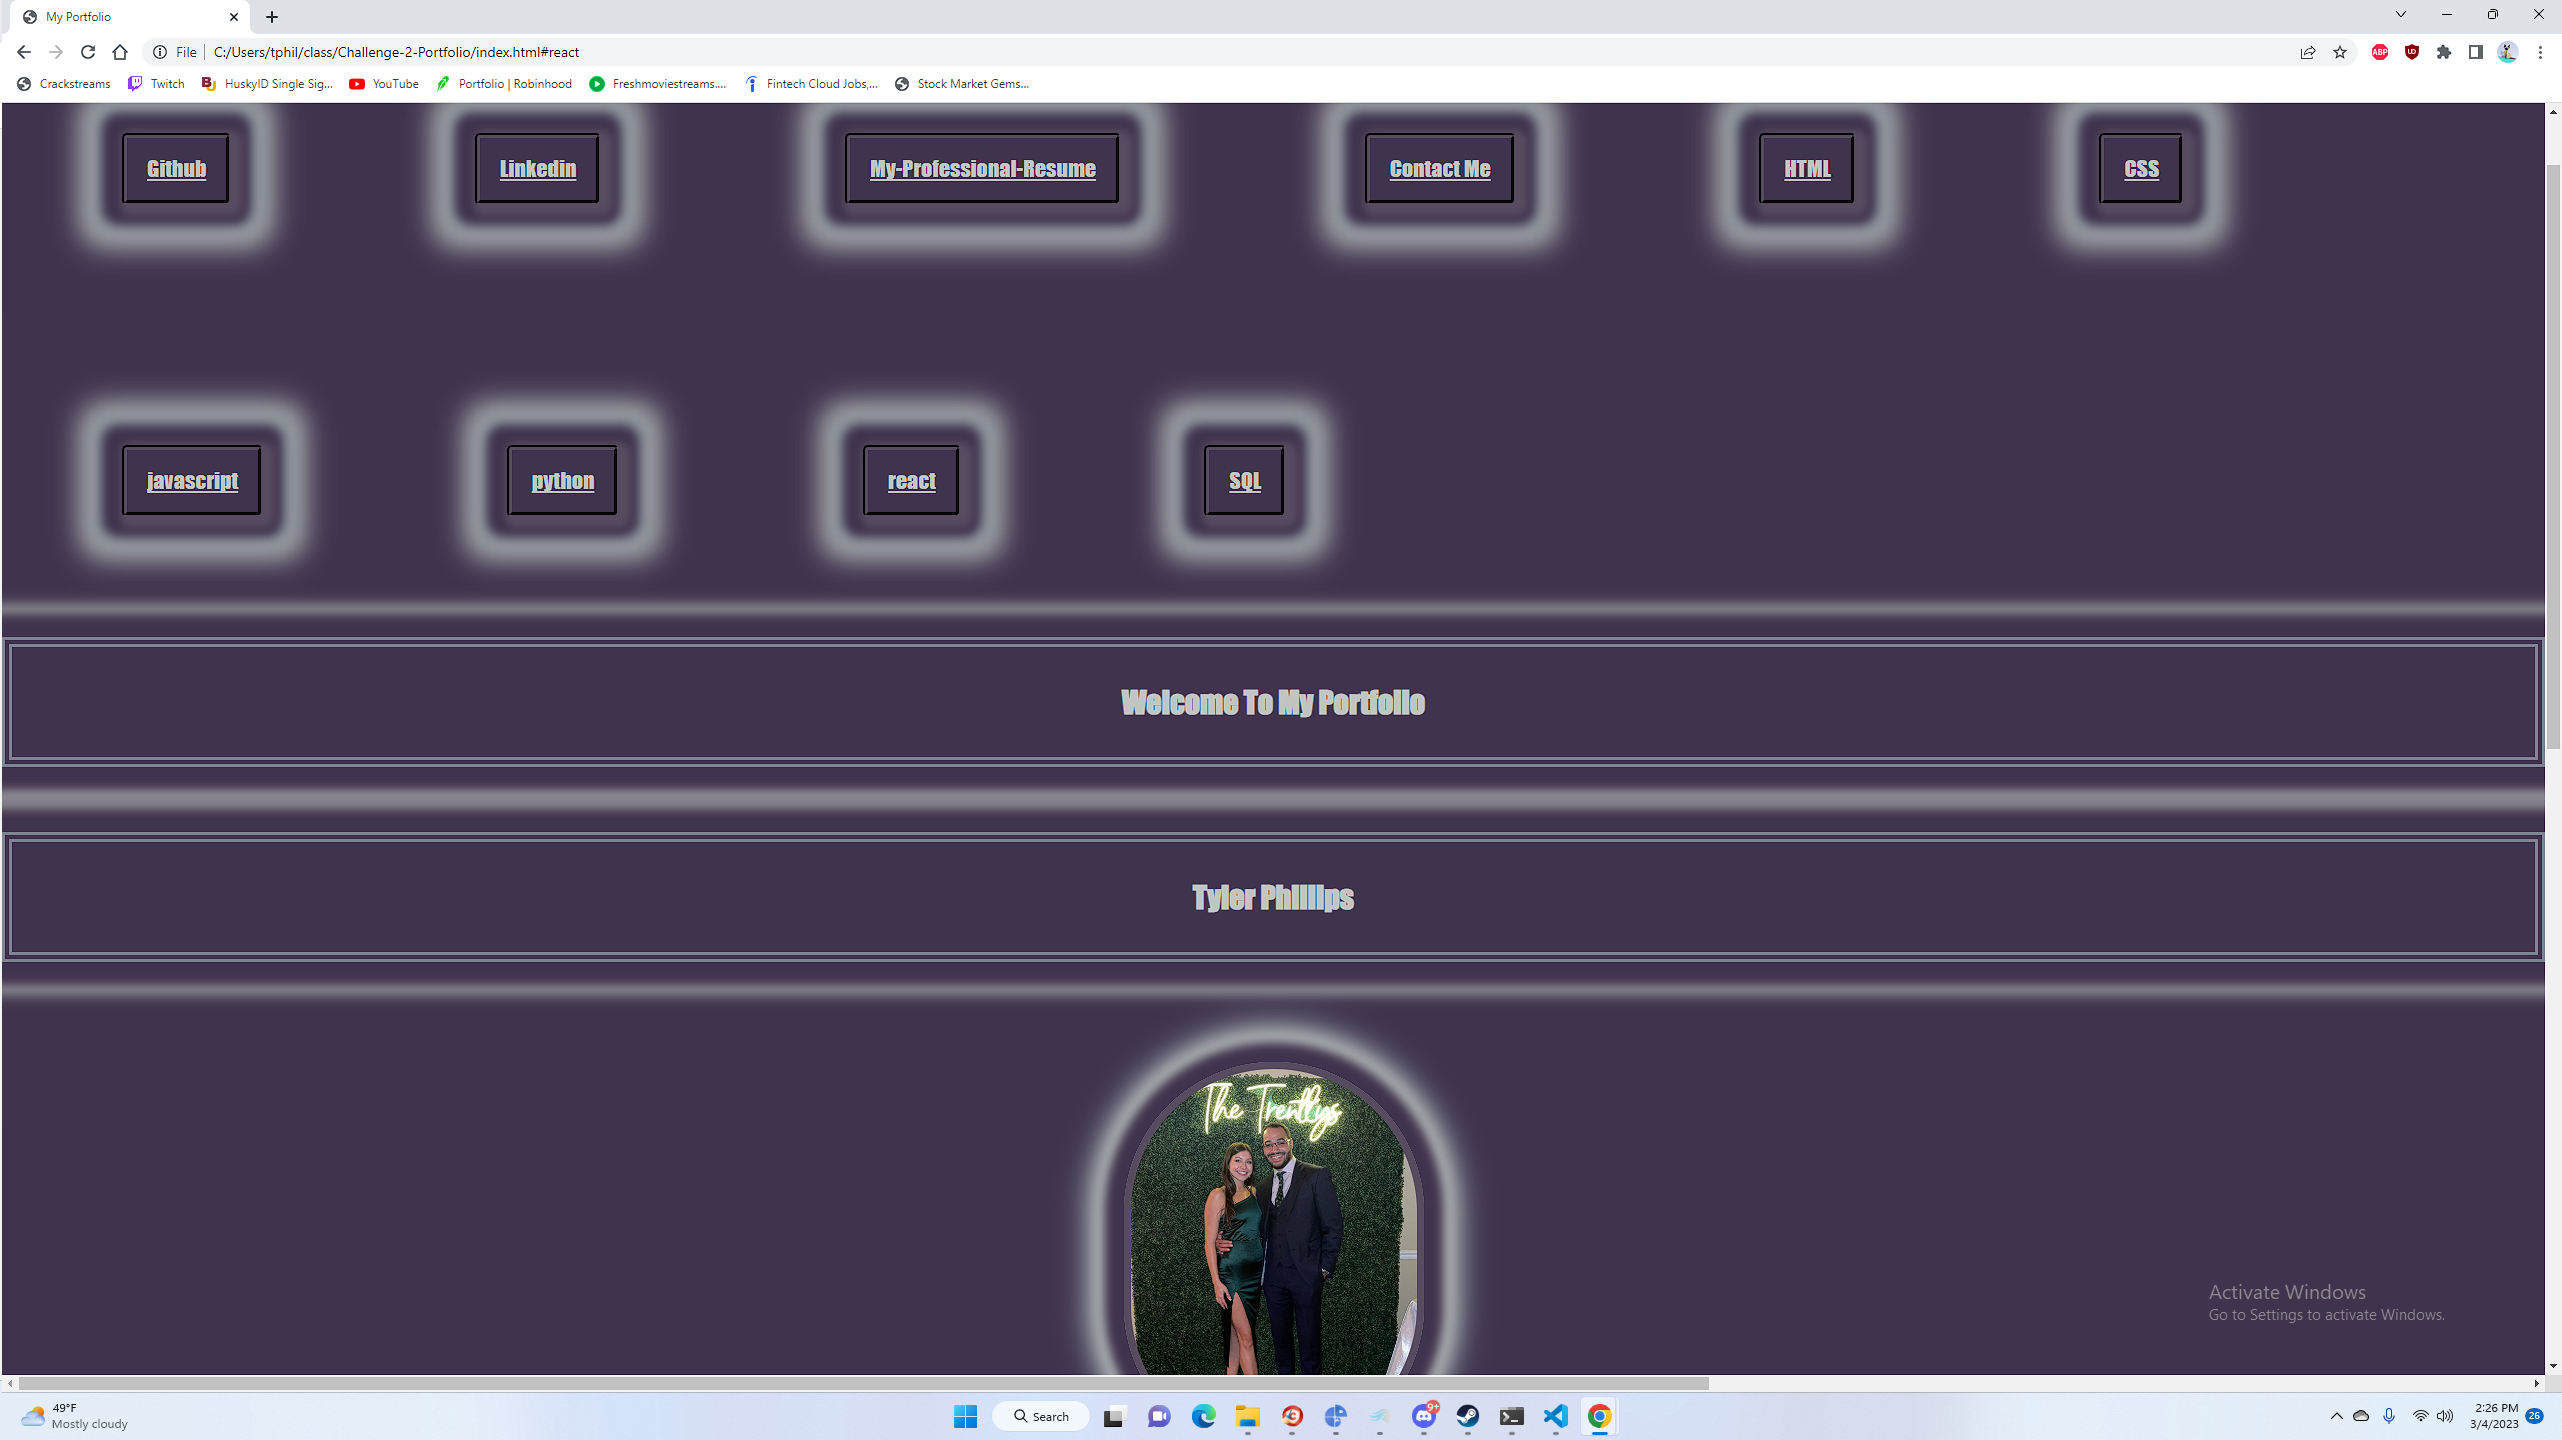 My Portfolio
File C:/Users/tphil/class/Challenge-2-Portfolio/index.html#react
ABP
Crackstreams Twitch HuskyID Single Sig... YouTube Portfolio | Robinhood Freshmoviestreams.... Fintech Cloud Jobs,... Stock Market Gems...
Github Linkedin My-Professional-Resume Contact Me HTML CSS
javascript python react SQL
Welcome To My Portfolio
Tyler Phillips
The Trentlys
Activate Windows
Go to Settings to activate Windows.
49°F
Mostly cloudy
Search
9+
2:26 PM
3/4/2023
26